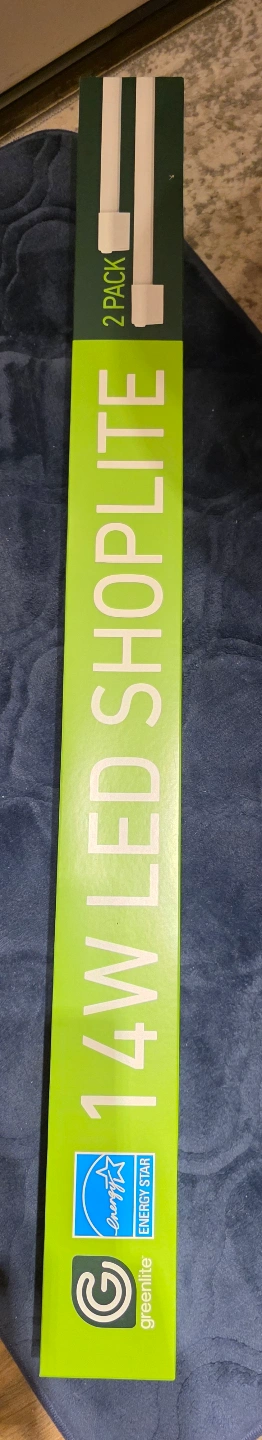 greenlite
energy
ENERGY STAR
14W LED SHOPLITE
2 PACK